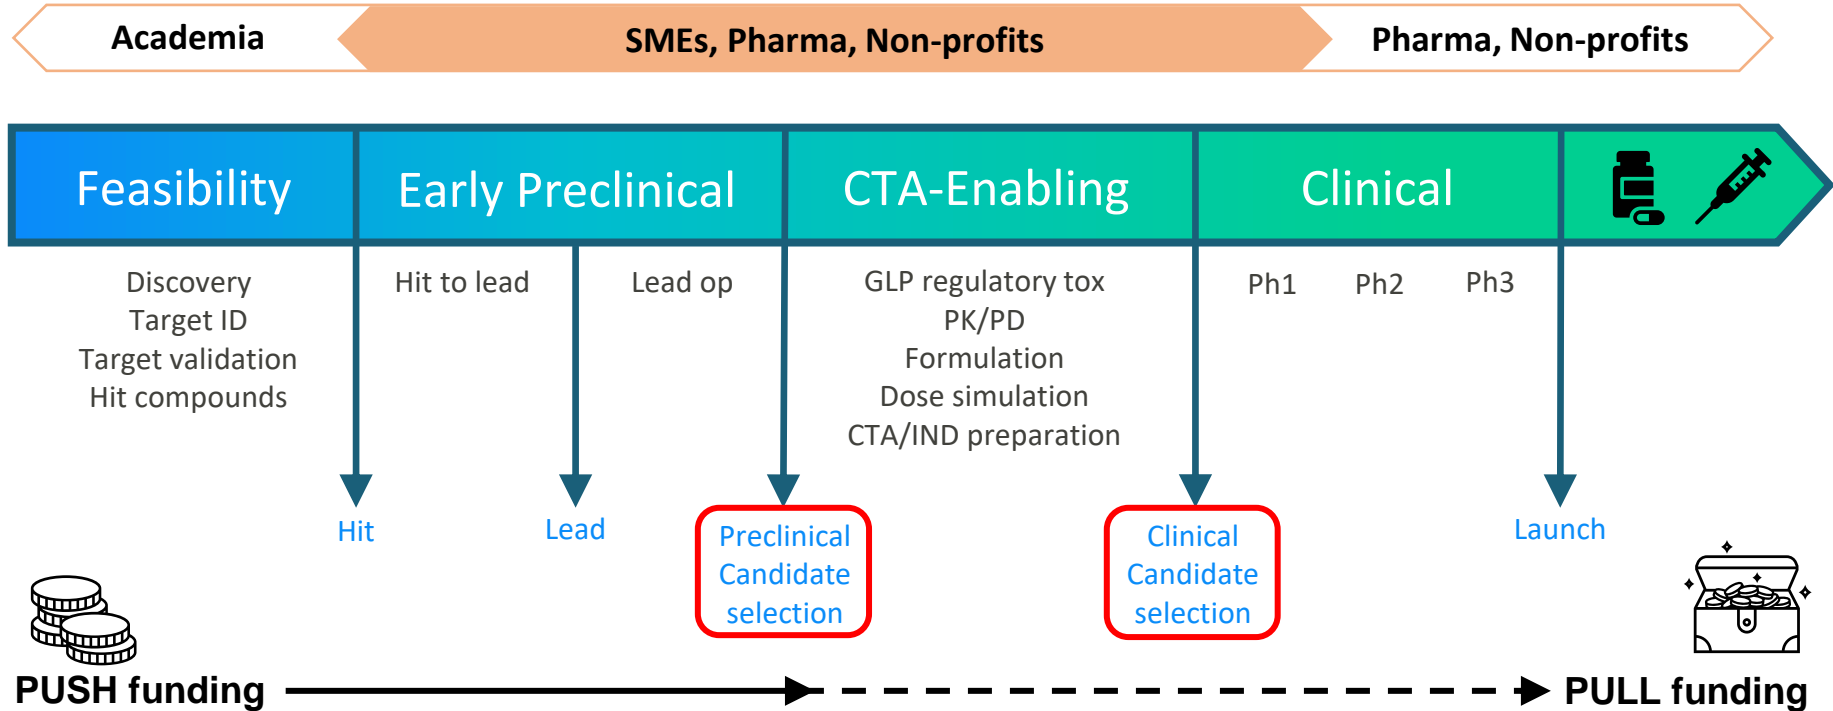 Academia
SMEs, Pharma, Non-profits
Pharma, Non-profits
Feasibility
Early Preclinical
CTA-Enabling
Clinical
Discovery
Target ID
Target validation
Hit compounds
Hit to lead
Lead op
GLP regulatory tox
PK/PD
Formulation
Dose simulation
CTA/IND preparation
Ph1
Ph2
Ph3
Hit
Lead
Preclinical
Candidate
selection
Clinical
Candidate
selection
Launch
PUSH funding
PULL funding